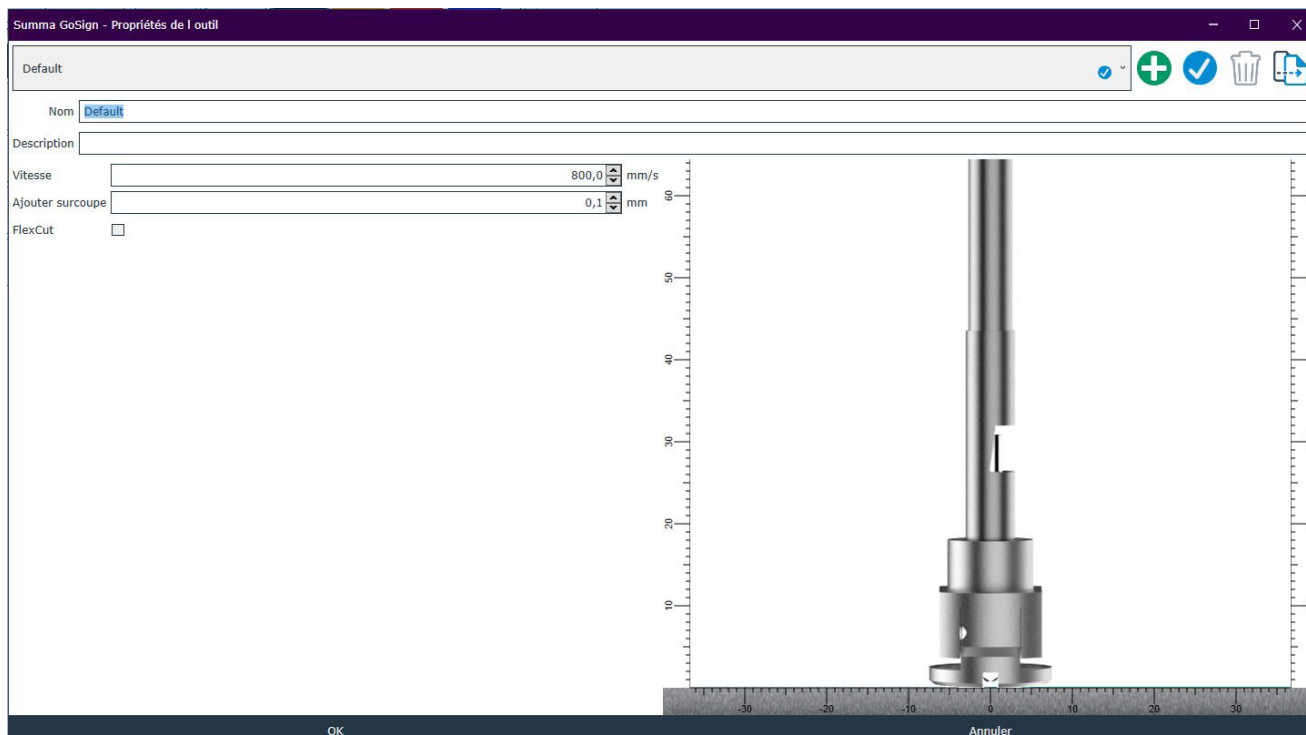 Summa GoSign - Propriétés de l outil
Default
Nom Default
Description
Vitesse 800,0 mm/s
Ajouter surcoupe 0,1 mm
FlexCut
60
50
40
30
20
10
-30 -20 -10 0 10 20 30
OK Annuler